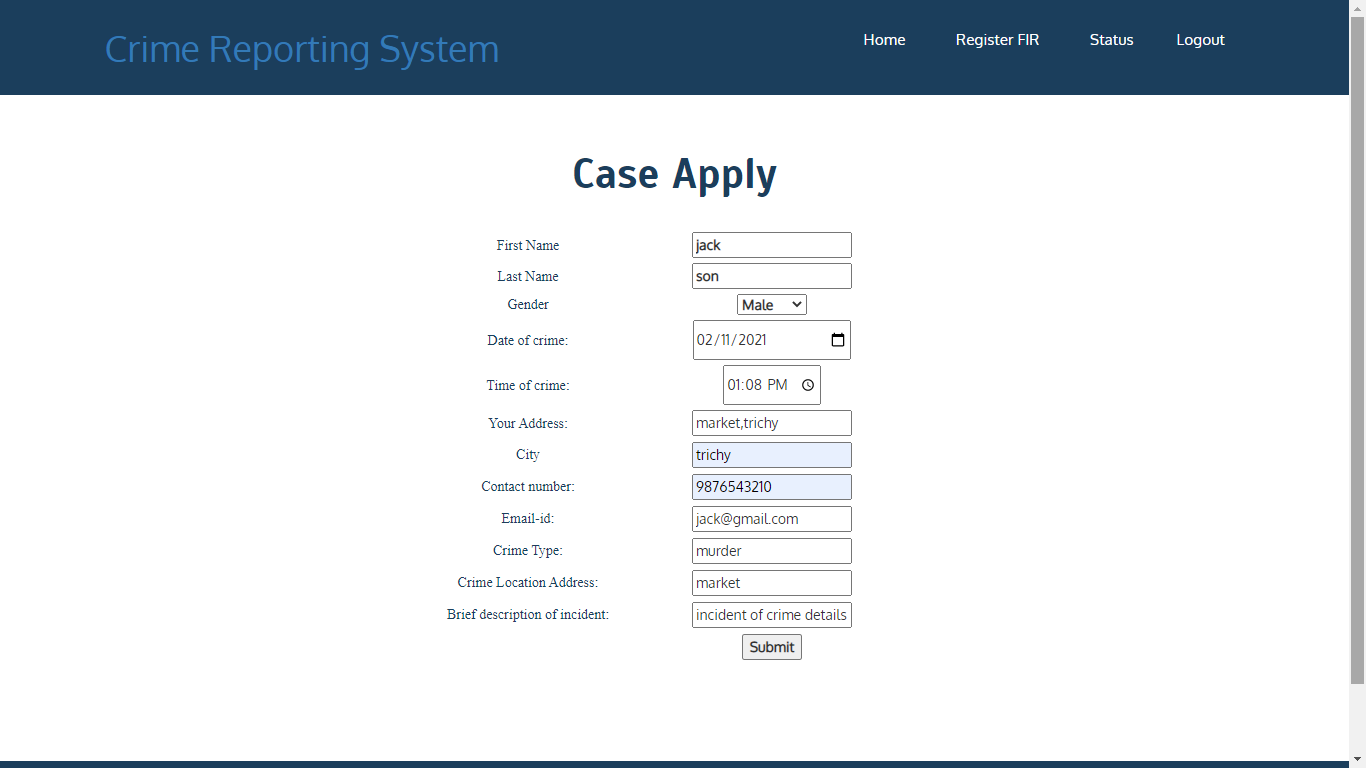 Crime Reporting System
Home Register FIR Status Logout
Case Apply
First Name jack
Last Name son
Gender Male
Date of crime: 02/11/2021
Time of crime: 01:08 PM
Your Address: market,trichy
City trichy
Contact number: 9876543210
Email-id: jack@gmail.com
Crime Type: murder
Crime Location Address: market
Brief description of incident: incident of crime details
Submit